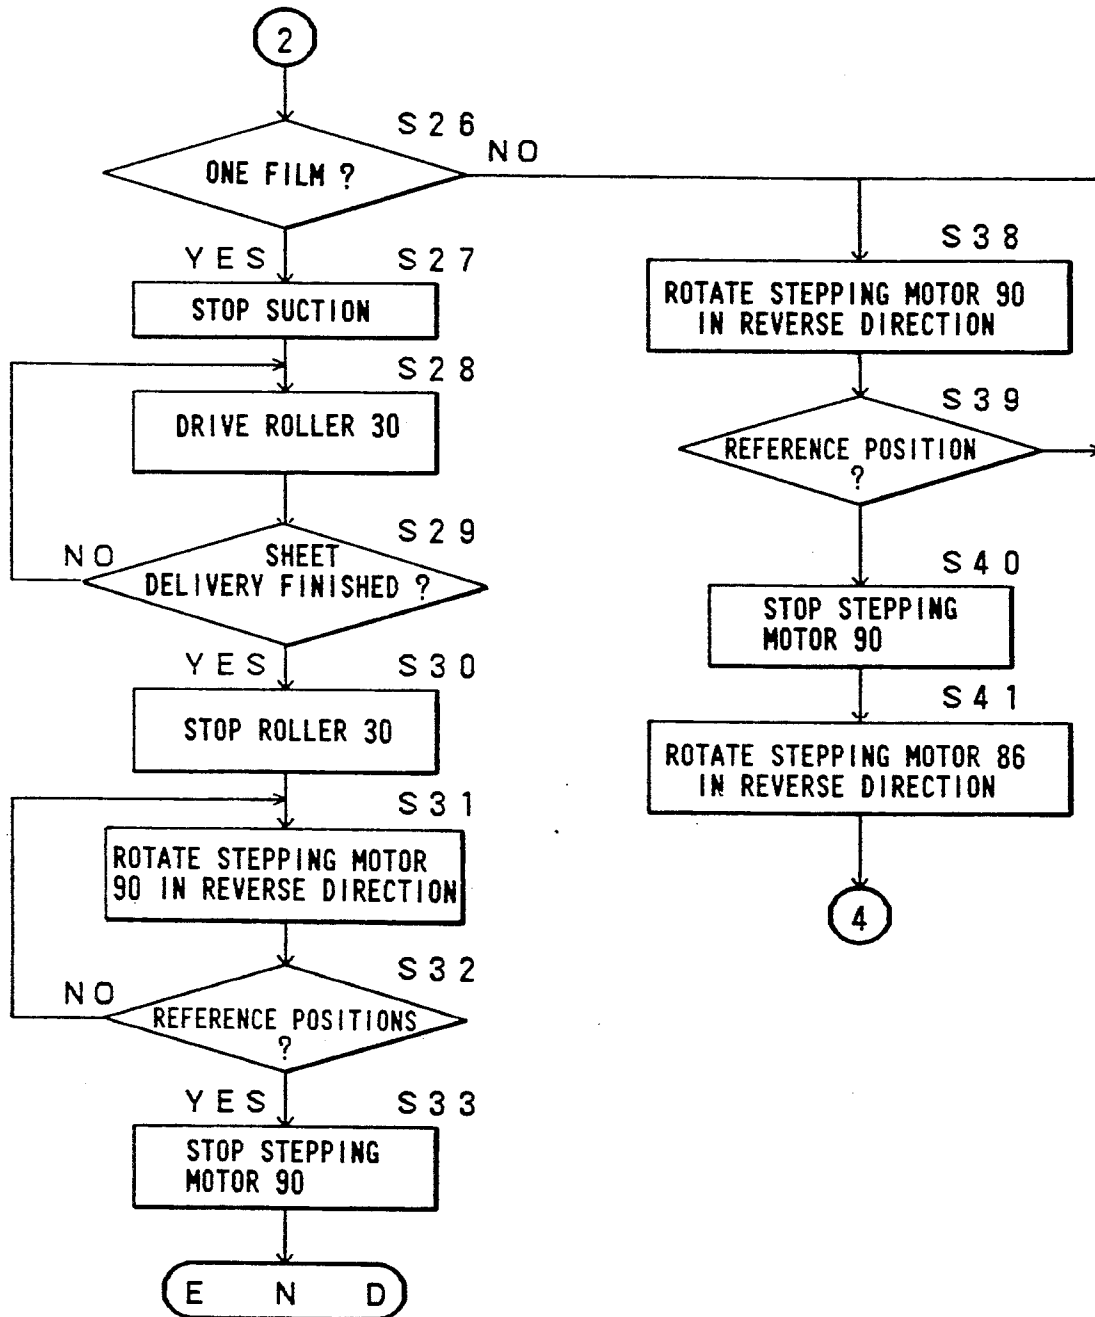 2
S26
ONE FILM ?
NO
YES
S27
STOP SUCTION
S28
DRIVE ROLLER 30
S29
NO
SHEET
DELIVERY FINISHED ?
YES
S30
STOP ROLLER 30
S31
ROTATE STEPPING MOTOR
90 IN REVERSE DIRECTION
S32
NO
REFERENCE POSITIONS
?
YES
S33
STOP STEPPING
MOTOR 90
END
S38
ROTATE STEPPING MOTOR 90
IN REVERSE DIRECTION
S39
REFERENCE POSITION
?
S40
STOP STEPPING
MOTOR 90
S41
ROTATE STEPPING MOTOR 86
IN REVERSE DIRECTION
4